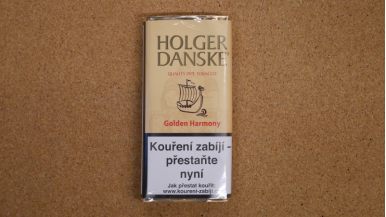 HOLGER
DANSKE
QUALITY PIPE TOBACCO
Golden Harmony
Kouření zabíjí –
přestaňte
nyní
Jak přestat kouřit:
www.koureni-zabiji.cz